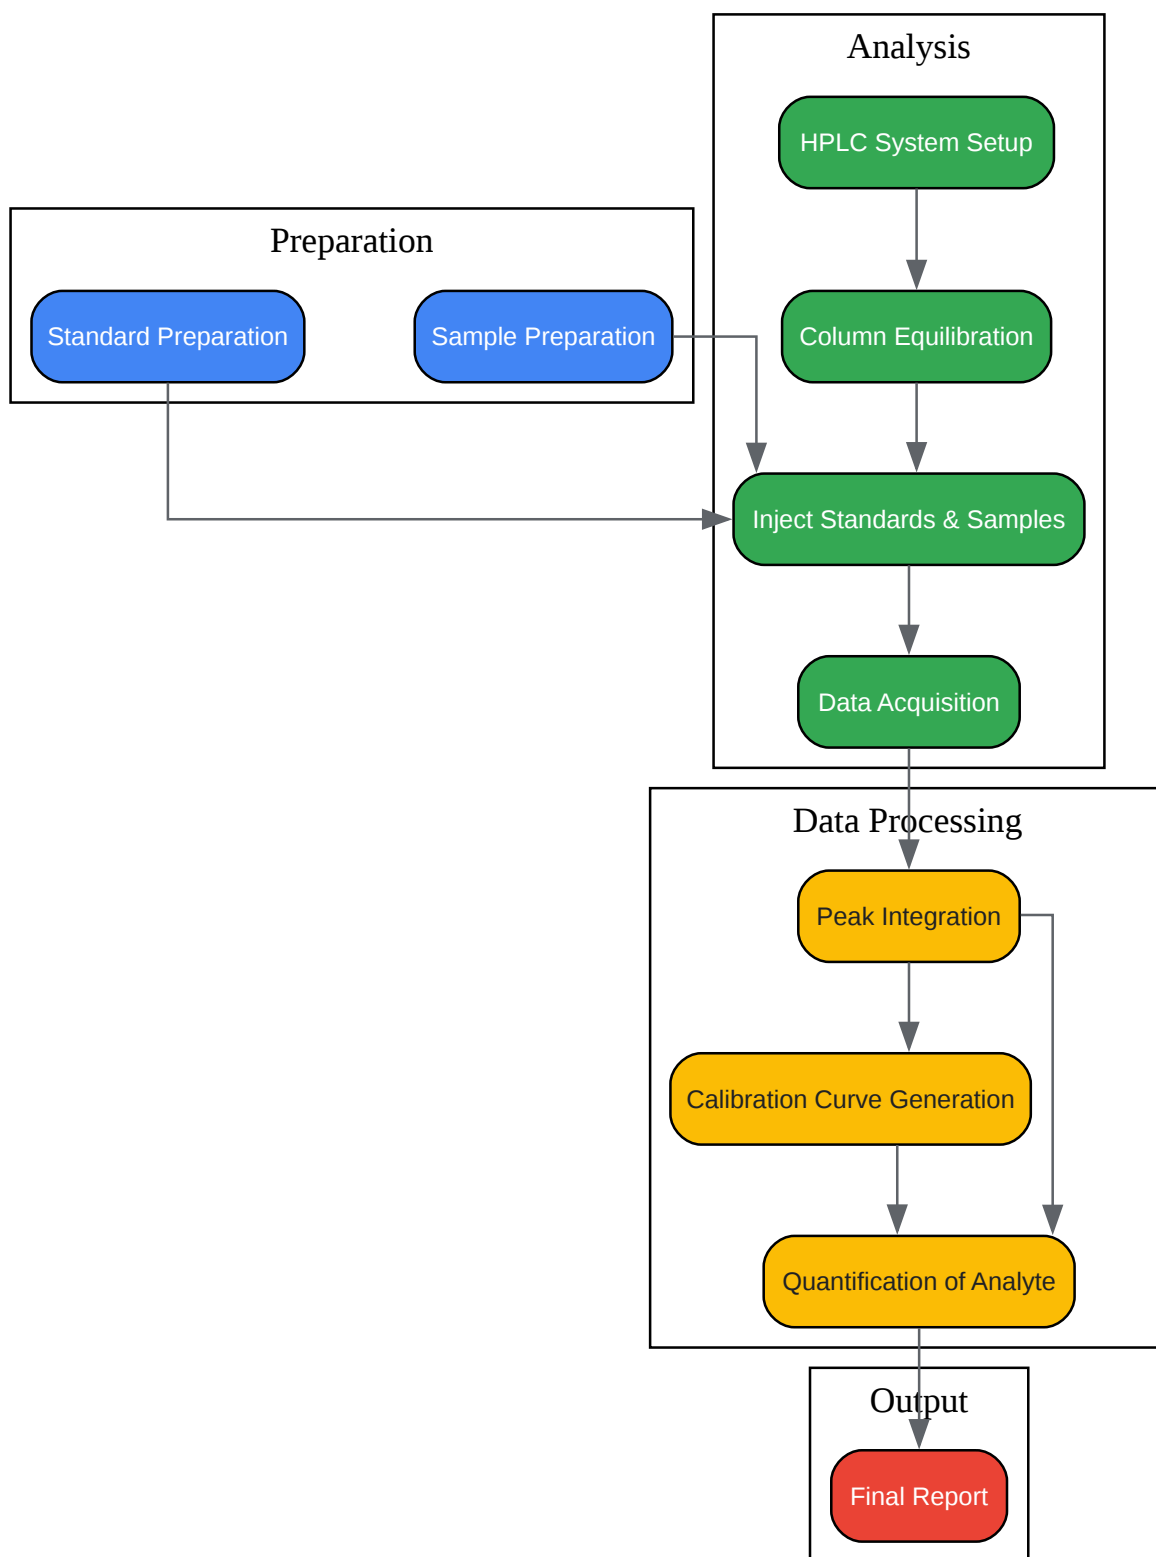 Analysis
HPLC System Setup
Preparation
Standard Preparation
Sample Preparation
Column Equilibration
Inject Standards & Samples
Data Acquisition
Data Processing
Peak Integration
Calibration Curve Generation
Quantification of Analyte
Output
Final Report